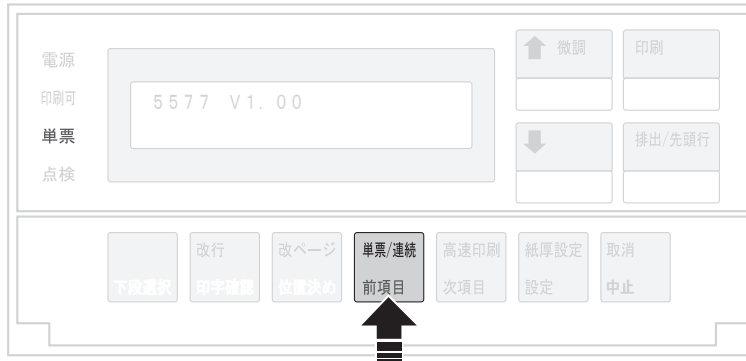 電源
印刷可
単票
点検
5577 V1.00
微調
印刷
排出/先頭行
下段選択
改行
印字確認
改ページ
位置決め
単票/連続
前項目
高速印刷
次項目
紙厚設定
設定
取消
中止